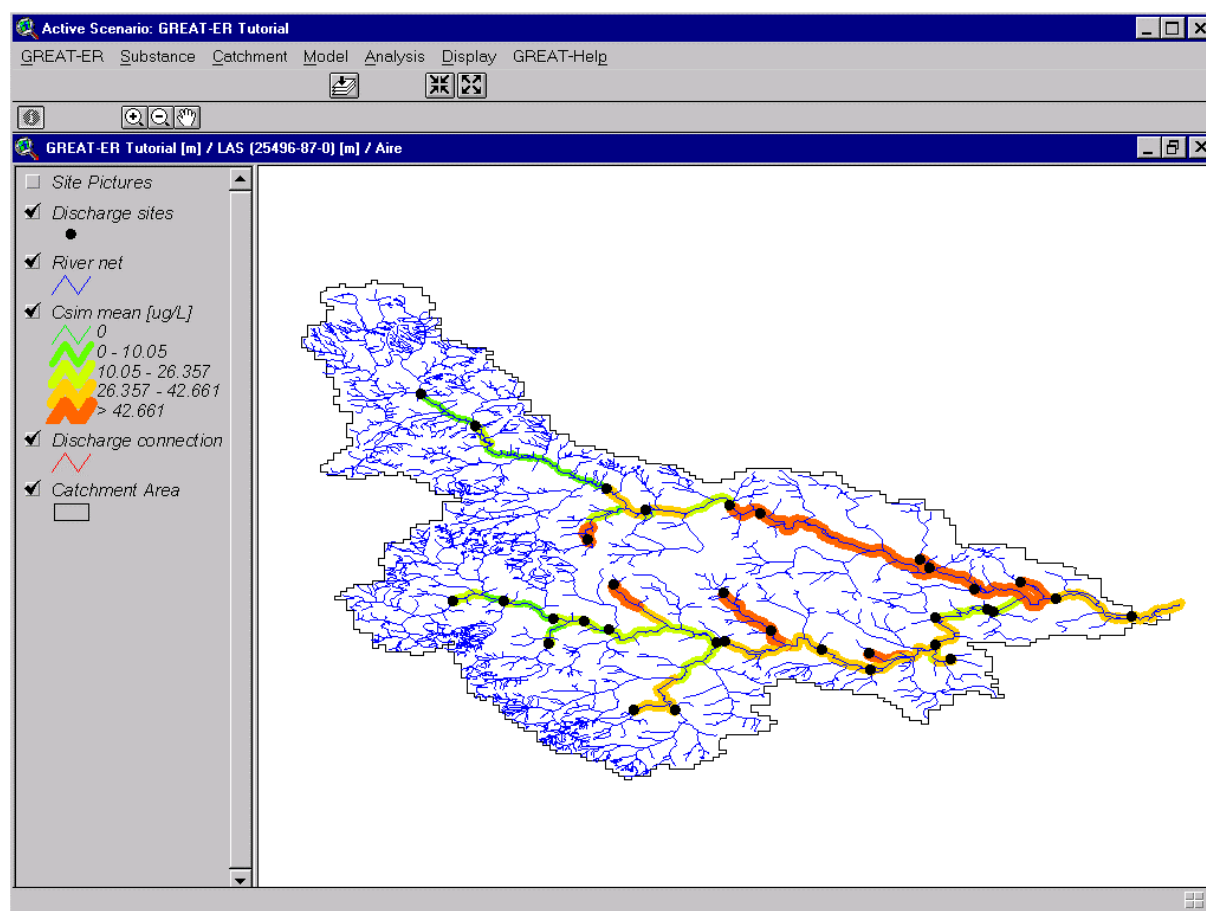 Active Scenario: GREAT-ER Tutorial
GREAT-ER Substance Catchment Model Analysis Display GREAT-Help
GREAT-ER Tutorial [m] / LAS (25496-87-0) [m] / Aire
Site Pictures
Discharge sites
River net
Csim mean [ug/L]
0
0 - 10.05
10.05 - 26.357
26.357 - 42.661
> 42.661
Discharge connection
Catchment Area